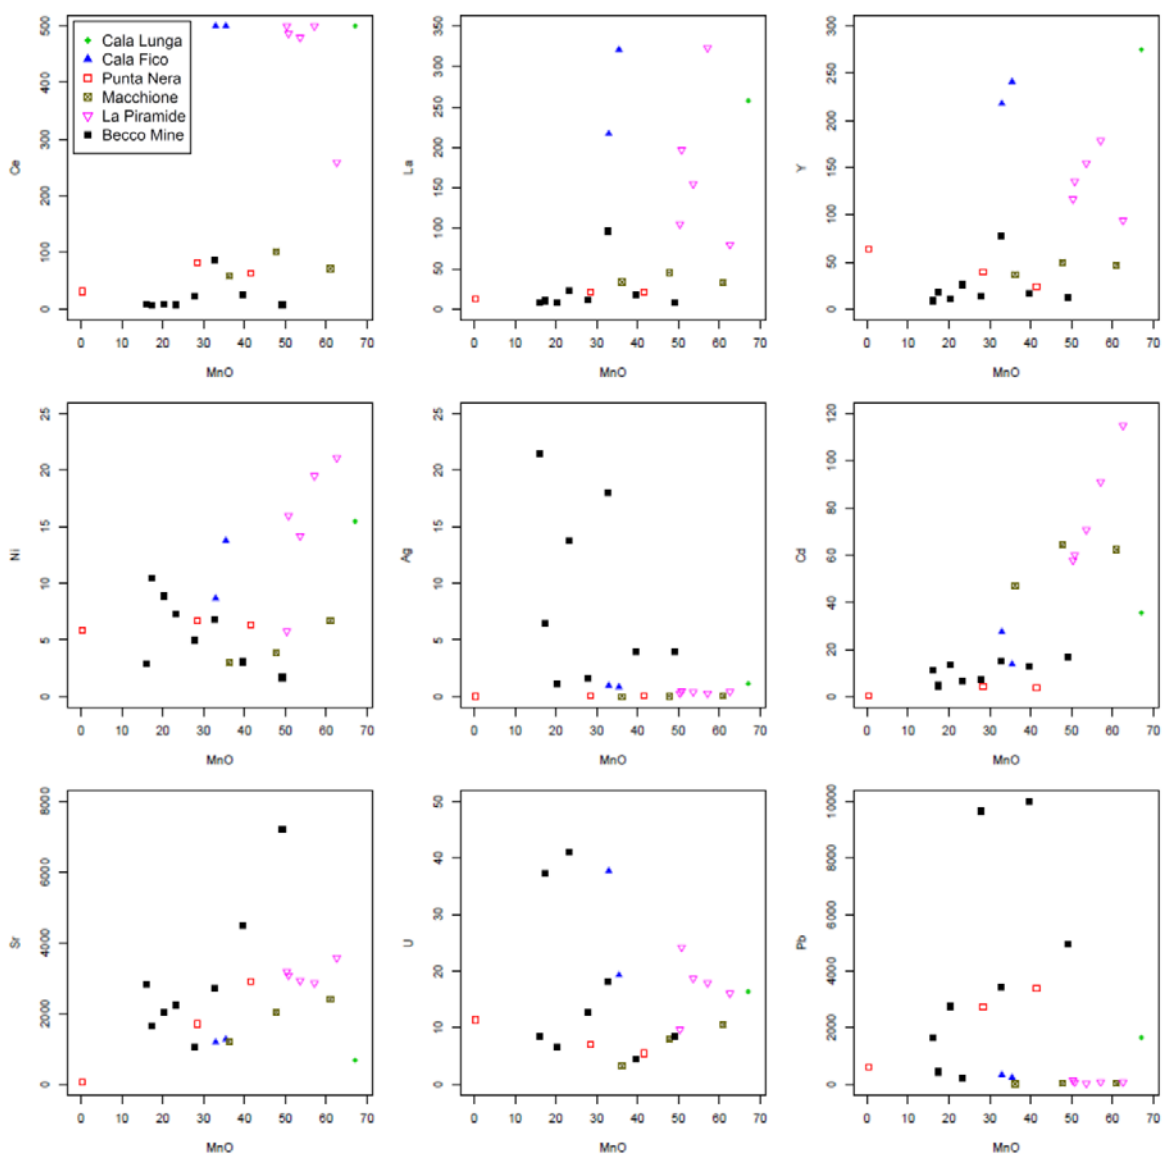 Cala Lunga
Cala Fico
Punta Nera
Macchione
La Piramide
Becco Mine
Ce
0 100 200 300 400 500
0 10 20 30 40 50 60 70
MnO
La
0 50 100 150 200 250 300 350
0 10 20 30 40 50 60 70
MnO
Y
0 50 100 150 200 250 300
0 10 20 30 40 50 60 70
MnO
Ni
0 5 10 15 20 25
0 10 20 30 40 50 60 70
MnO
Ag
0 5 10 15 20 25
0 10 20 30 40 50 60 70
MnO
Cd
0 20 40 60 80 100 120
0 10 20 30 40 50 60 70
MnO
Sr
0 2000 4000 6000 8000
0 10 20 30 40 50 60 70
MnO
U
0 10 20 30 40 50
0 10 20 30 40 50 60 70
MnO
Pb
0 2000 4000 6000 8000 10000
0 10 20 30 40 50 60 70
MnO